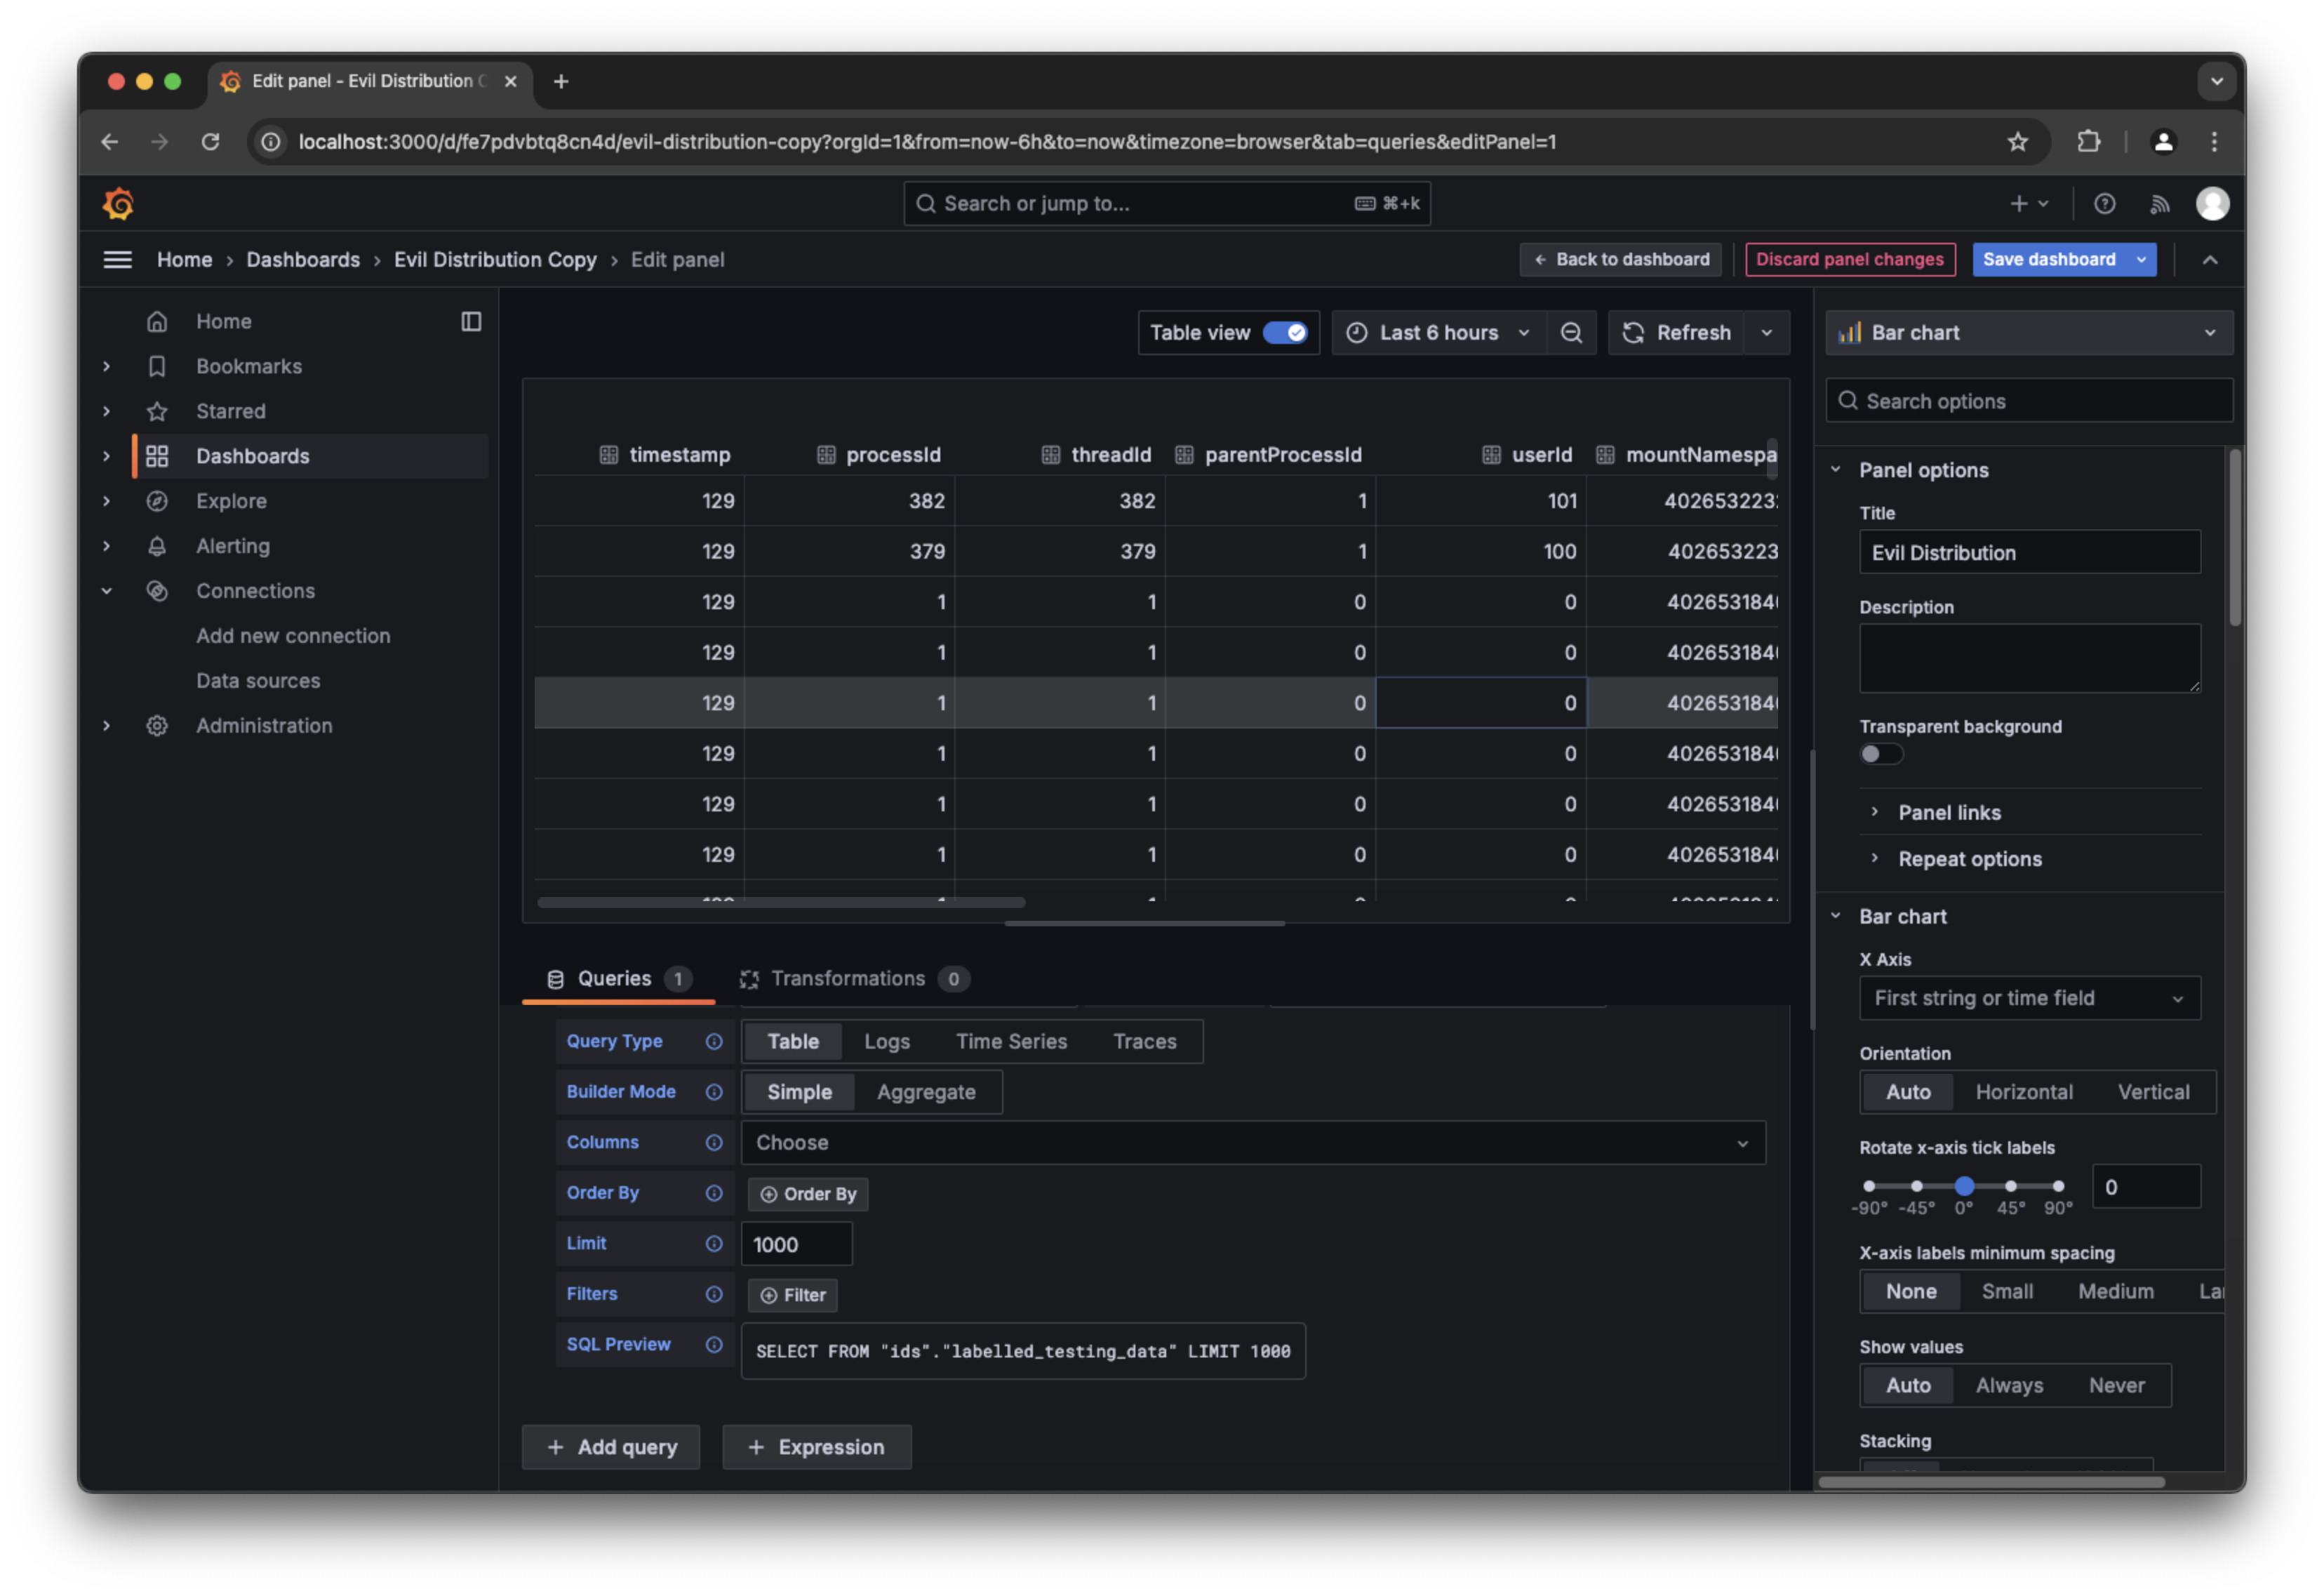 Edit panel - Evil Distribution C
localhost:3000/d/fe7pdvbtq8cn4d/evil-distribution-copy?orgId=1&from=now-6h&to=now&timezone=browser&tab=queries&editPanel=1
Search or jump to... ⌘+k
Home › Dashboards › Evil Distribution Copy › Edit panel
Back to dashboard
Discard panel changes
Save dashboard
Home
Bookmarks
Starred
Dashboards
Explore
Alerting
Connections
Add new connection
Data sources
Administration
Table view
Last 6 hours
Refresh
timestamp processId threadId parentProcessId userId mountNamespa
129 382 382 1 101 402653223
129 379 379 1 100 402653223
129 1 1 0 0 402653184
129 1 1 0 0 402653184
129 1 1 0 0 402653184
129 1 1 0 0 402653184
129 1 1 0 0 402653184
129 1 1 0 0 402653184
Queries 1
Transformations 0
Query Type Table Logs Time Series Traces
Builder Mode Simple Aggregate
Columns Choose
Order By Order By
Limit 1000
Filters Filter
SQL Preview SELECT FROM "ids"."labelled_testing_data" LIMIT 1000
+ Add query
+ Expression
Bar chart
Search options
Panel options
Title
Evil Distribution
Description
Transparent background
Panel links
Repeat options
Bar chart
X Axis
First string or time field
Orientation
Auto Horizontal Vertical
Rotate x-axis tick labels
0
-90° -45° 0° 45° 90°
X-axis labels minimum spacing
None Small Medium La
Show values
Auto Always Never
Stacking